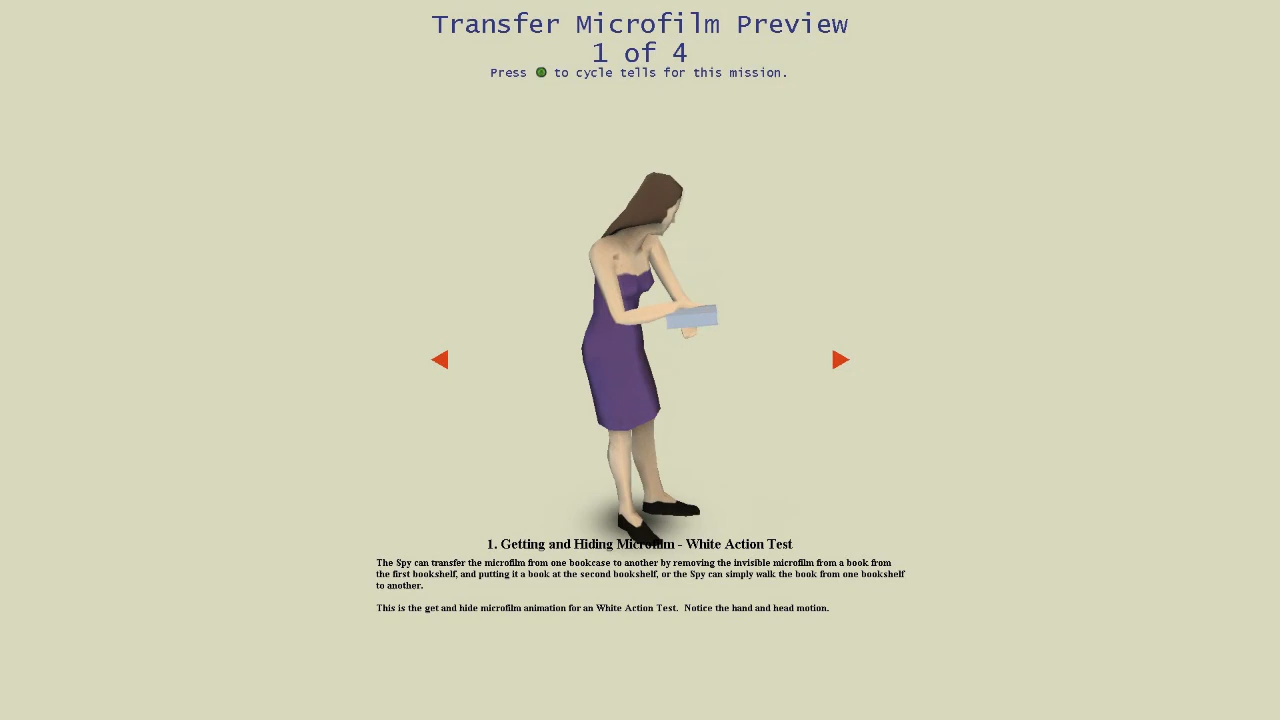 Transfer Microfilm Preview
1 of 4
Press to cycle tells for this mission.
1. Getting and Hiding Microfilm - White Action Test
The Spy can transfer the microfilm from one bookcase to another by removing the invisible microfilm from a book from
the first bookshelf, and putting it a book at the second bookshelf, or the Spy can simply walk the book from one bookshelf
to another.
This is the get and hide microfilm animation for an White Action Test.  Notice the hand and head motion.